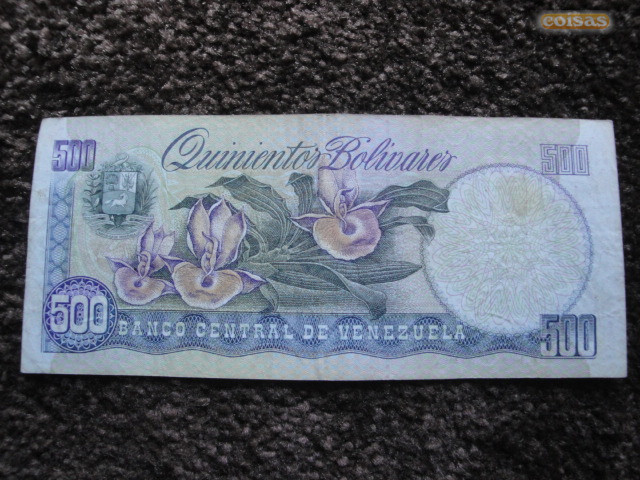 coisas
500 Quinientos Bolívares 500
500 BANCO CENTRAL DE VENEZUELA 500